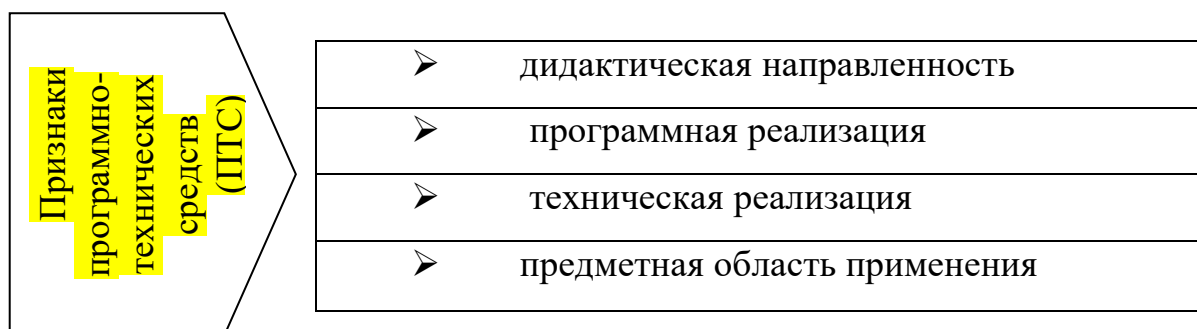 Признаки
программно-
технических
средств
(ПТС)
➢ дидактическая направленность
➢ программная реализация
➢ техническая реализация
➢ предметная область применения